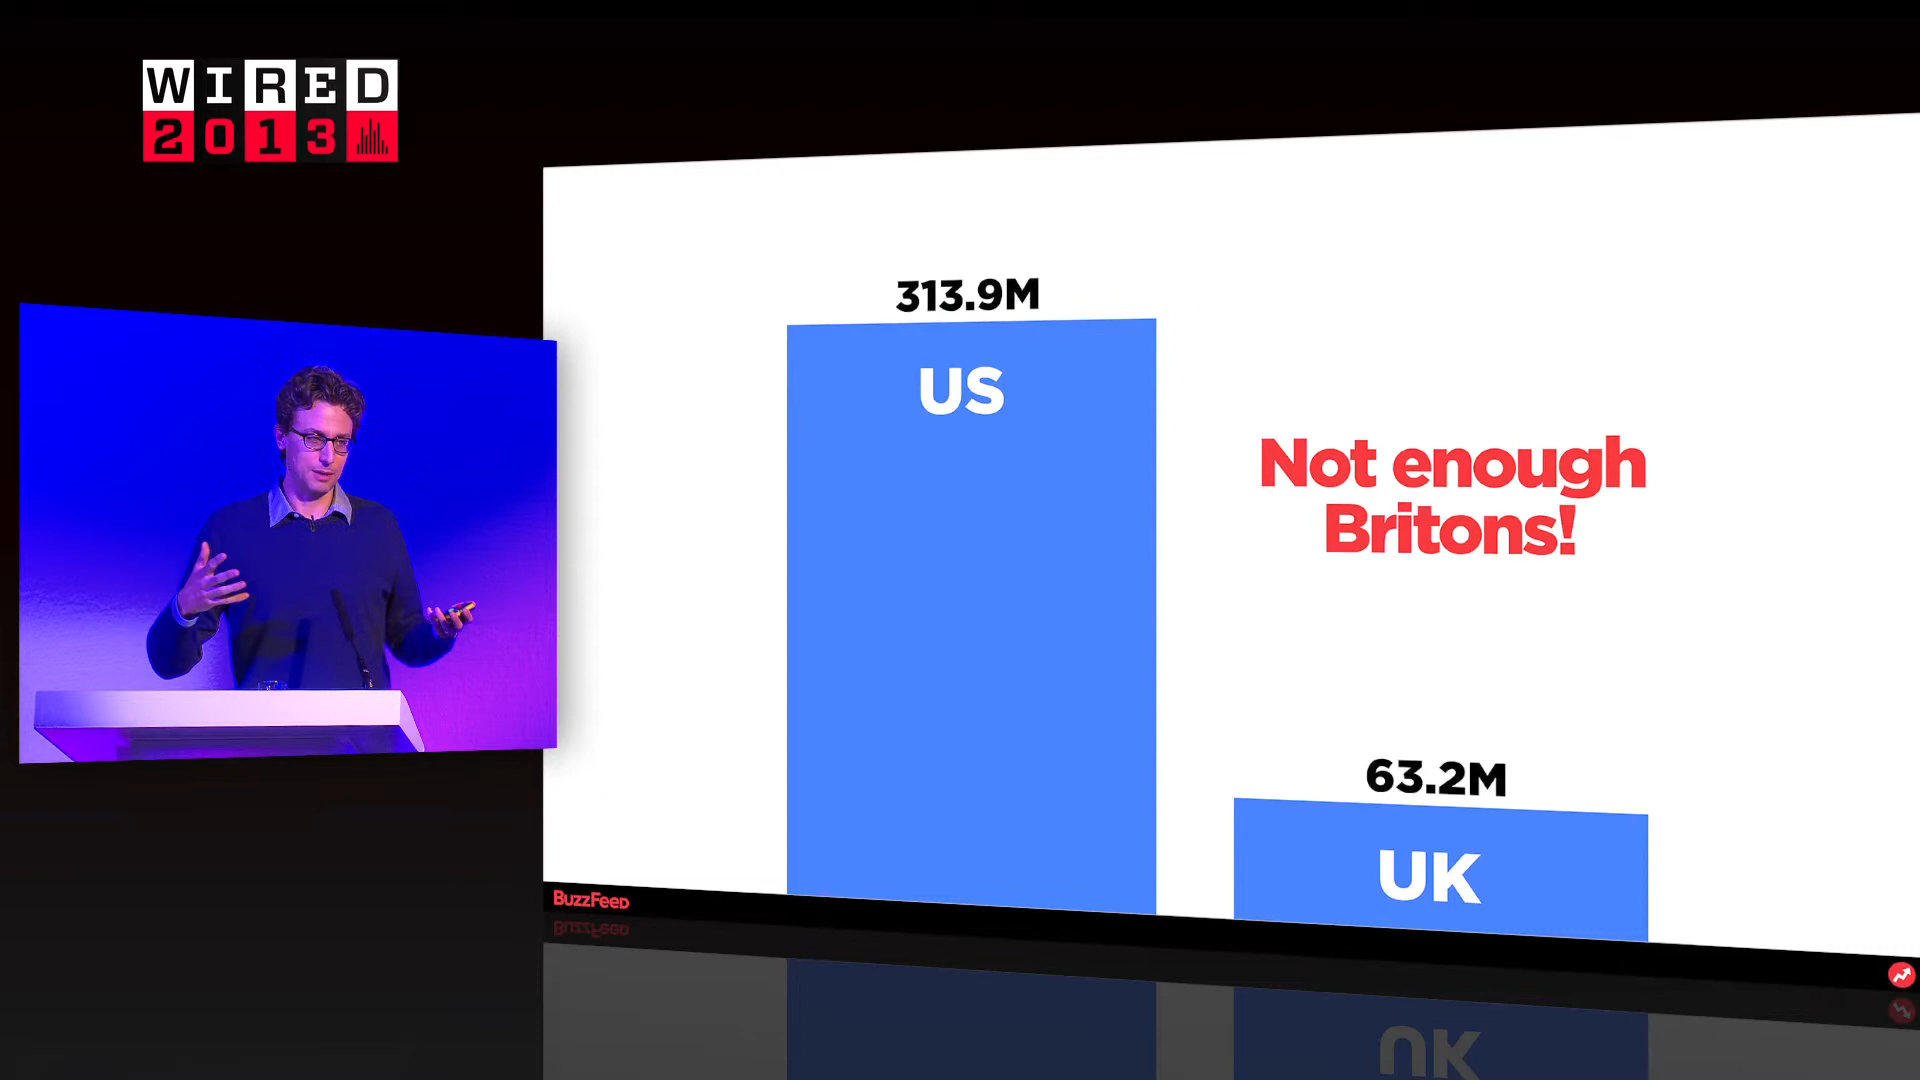 WIRED
2013
313.9M
US
Not enough
Britons!
63.2M
UK
BuzzFeed